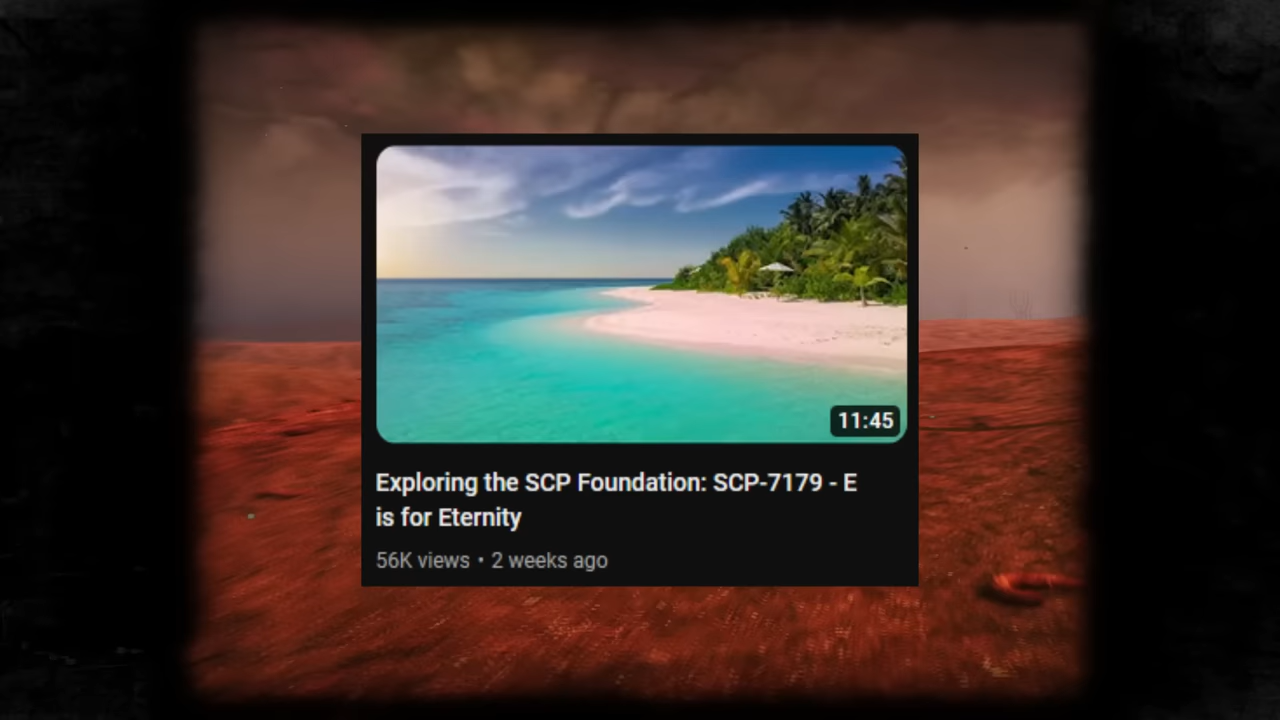 11:45
Exploring the SCP Foundation: SCP-7179 - E
is for Eternity
56K views • 2 weeks ago